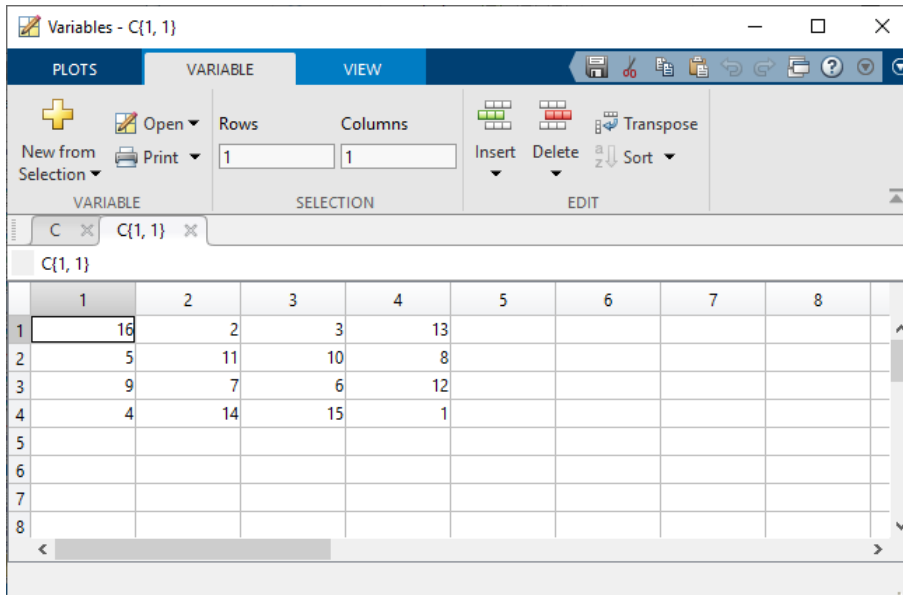 Variables - C{1, 1}
PLOTS VARIABLE VIEW
New from Selection
Open
Print
VARIABLE
Rows Columns
1 1
SELECTION
Insert Delete
Transpose
Sort
EDIT
C C{1, 1}
C{1, 1}
1 2 3 4 5 6 7 8
1 16 2 3 13
2 5 11 10 8
3 9 7 6 12
4 4 14 15 1
5
6
7
8